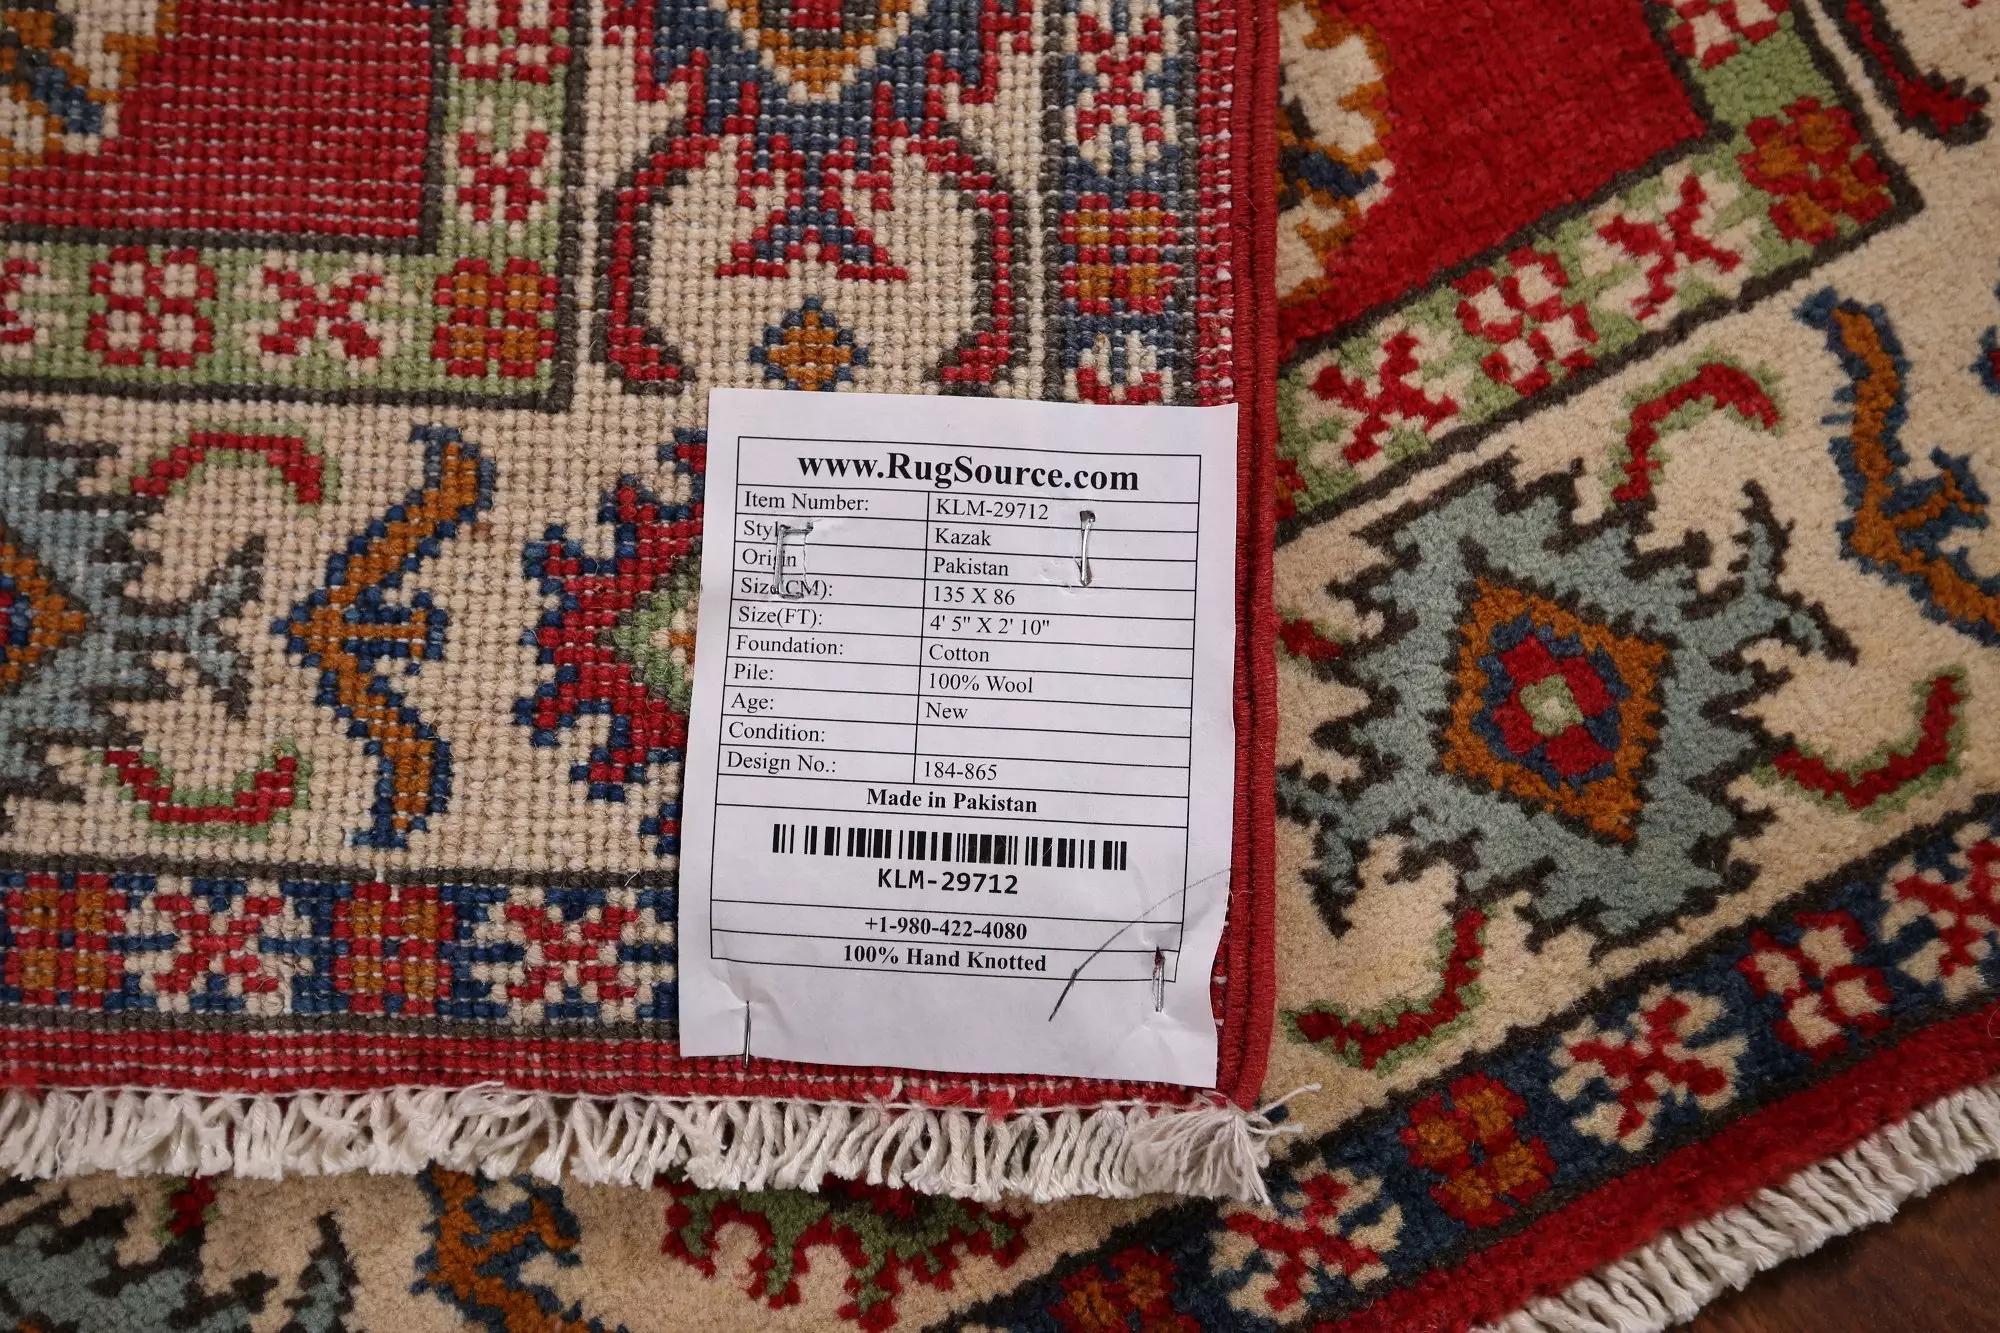 www.RugSource.com
Item Number: KLM-29712
Kazak
Origin Pakistan
Size(CM): 135 X 86
Size(FT): 4' 5" X 2' 10"
Foundation: Cotton
Pile: 100% Wool
Age: New
Condition:
Design No.: 184-865
Made in Pakistan
KLM-29712
+1-980-422-4080
100% Hand Knotted